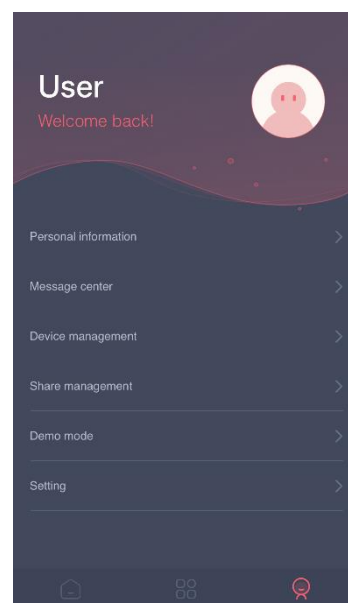 User
Welcome back!
Personal information
Message center
Device management
Share management
Demo mode
Setting